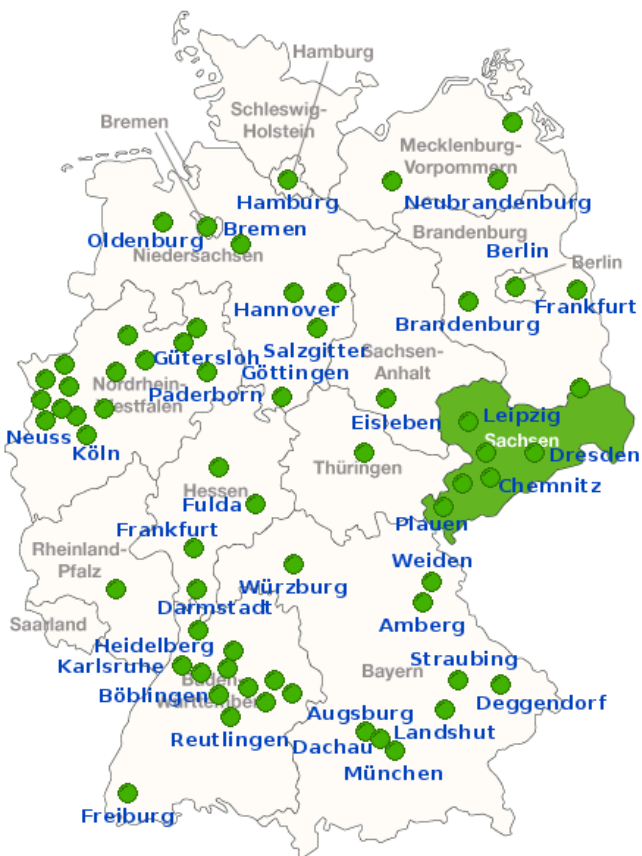 Hamburg
Schleswig-
Holstein
Bremen
Mecklenburg-
Vorpommern
Hamburg
Neubrandenburg
Oldenburg
Bremen
Niedersachsen
Brandenburg
Berlin
Berlin
Hannover
Brandenburg
Frankfurt
Salzgitter
Gütersloh
Sachsen-
Anhalt
Göttingen
Nordrhein-
Westfalen
Paderborn
Eisleben
Leipzig
Sachsen
Neuss
Köln
Thüringen
Dresden
Hessen
Chemnitz
Fulda
Plauen
Frankfurt
Rheinland-
Pfalz
Weiden
Würzburg
Darmstadt
Saarland
Amberg
Heidelberg
Karlsruhe
Straubing
Bayern
Baden-
Württemberg
Böblingen
Deggendorf
Augsburg
Landshut
Reutlingen
Dachau
München
Freiburg